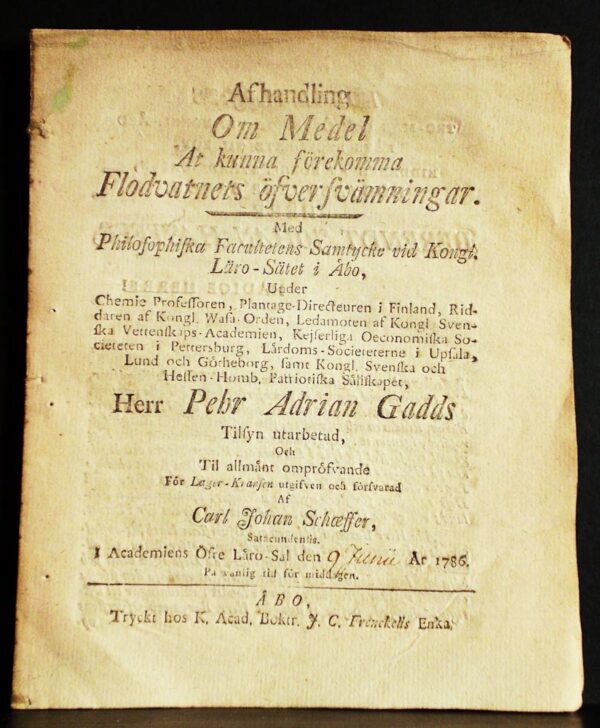 Afhandling
Om Medel
At kunna förekomma
Flodvatnets öfversvämningar.
Med
Philosophiska Facultetens Samtycke vid Kongl.
Läro-Sätet i Åbo,
Under
Chemie Professoren, Plantage-Directeuren i Finland, Rid-
daren af Kongl. Wasa-Orden, Ledamoten af Kongl Sven-
ska Vettenskaps-Academien, Kejserliga Oeconomiska So-
cieteten i Pettersburg, Lärdoms-Societeterne i Upsala,
Lund och Götheborg, samt Kongl. Svenska och
Hessen-Homb. Patriotiska Sällskapet,
Herr Pehr Adrian Gadds
Tilsyn utarbetad,
Och
Til allmänt ompröfvande
För Lager-Kransen utgifven och försvarad
Af
Carl Johan Schæffer,
Satacundensis.
I Academiens Öfre Läro-Sal den 9 Junii År 1786.
På vanlig tid för middagen.
ÅBO,
Tryckt hos K. Acad. Boktr. J. C. Frenckells Enka.